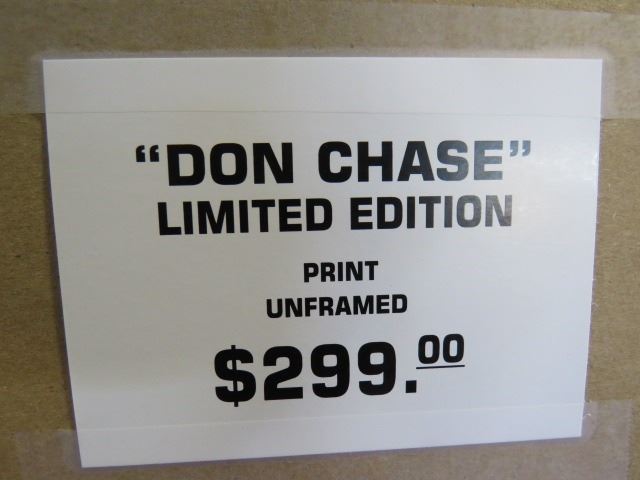 “DON CHASE”
LIMITED EDITION
PRINT
UNFRAMED
$299.00